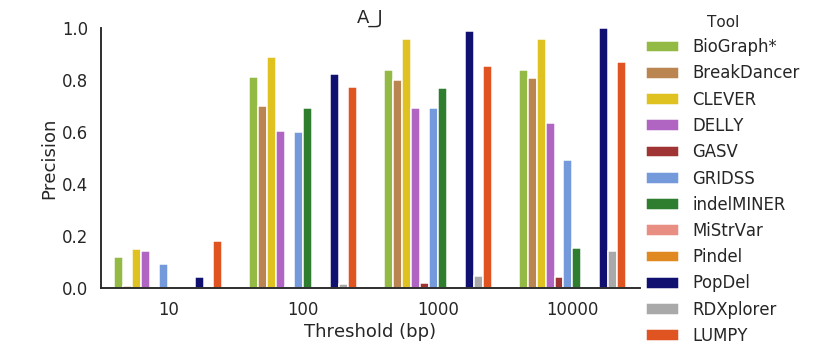 A_J
Tool
BioGraph*
BreakDancer
CLEVER
DELLY
GASV
GRIDSS
indelMINER
MiStrVar
Pindel
PopDel
RDXplorer
LUMPY
Precision
1.0
0.8
0.6
0.4
0.2
0.0
10 100 1000 10000
Threshold (bp)